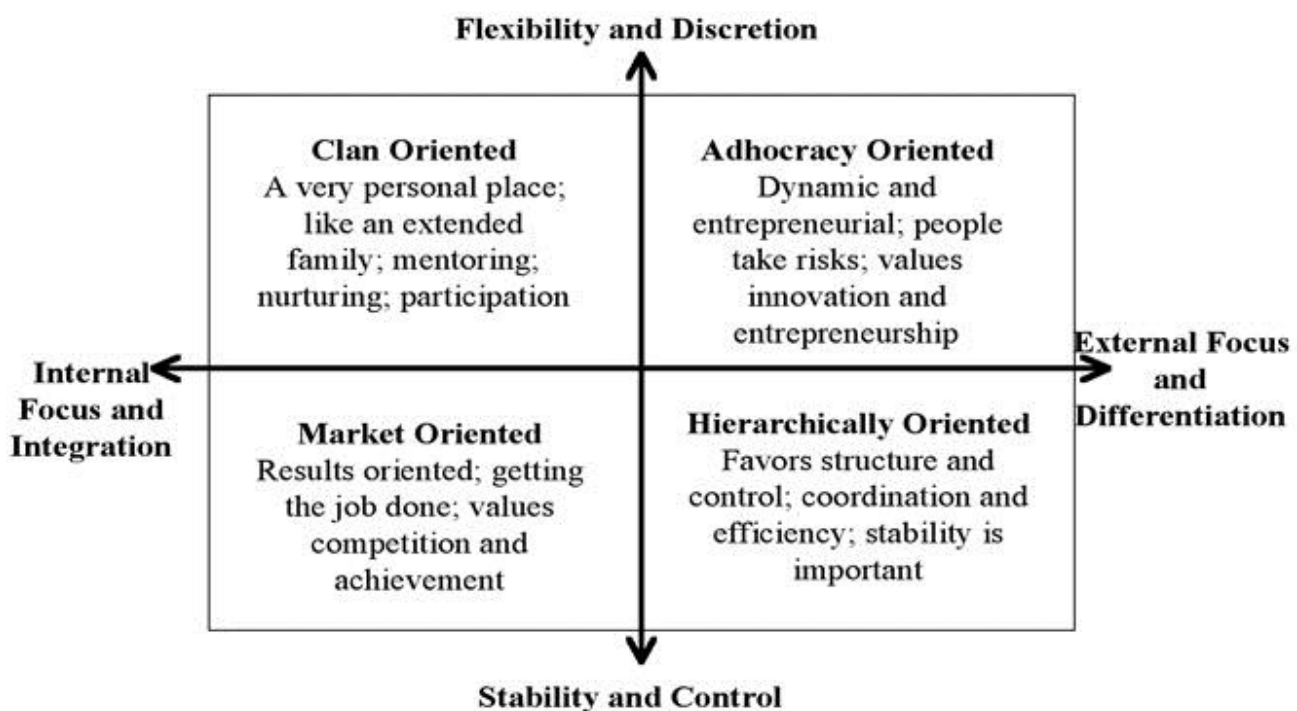 Flexibility and Discretion
Clan Oriented
A very personal place;
like an extended
family; mentoring;
nurturing; participation
Adhocracy Oriented
Dynamic and
entrepreneurial; people
take risks; values
innovation and
entrepreneurship
Internal
Focus and
Integration
External Focus
and
Differentiation
Market Oriented
Results oriented; getting
the job done; values
competition and
achievement
Hierarchically Oriented
Favors structure and
control; coordination and
efficiency; stability is
important
Stability and Control